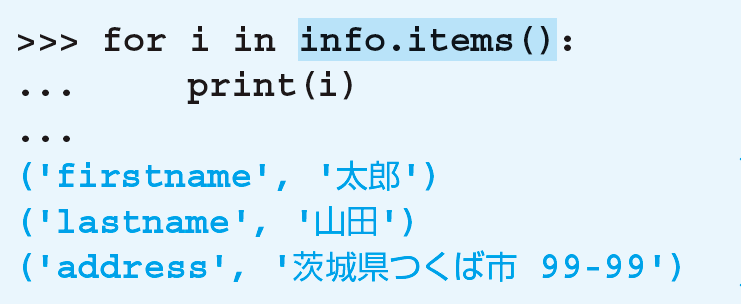 >>> for i in info.items():
...     print(i)
...
('firstname', '太郎')
('lastname', '山田')
('address', '茨城県つくば市 99-99')